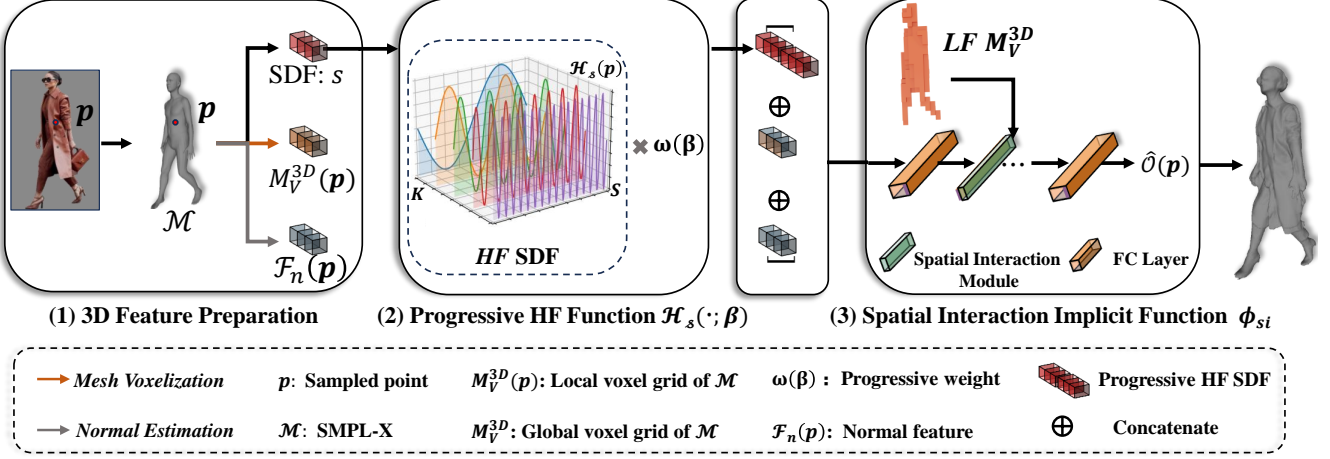 p
p
ℳ
SDF: s
M_V^{3D}(p)
ℱ_n(p)
(1) 3D Feature Preparation
ℋ_s(p)
K
S
HF SDF
× ω(β)
(2) Progressive HF Function ℋ_s(·; β)
⊕
⊕
LF M_V^{3D}
...
Ô(p)
Spatial Interaction
Module
FC Layer
(3) Spatial Interaction Implicit Function ϕ_{si}
Mesh Voxelization
p: Sampled point
M_V^{3D}(p): Local voxel grid of ℳ
ω(β) : Progressive weight
Progressive HF SDF
Normal Estimation
ℳ: SMPL-X
M_V^{3D}: Global voxel grid of ℳ
ℱ_n(p): Normal feature
⊕ Concatenate